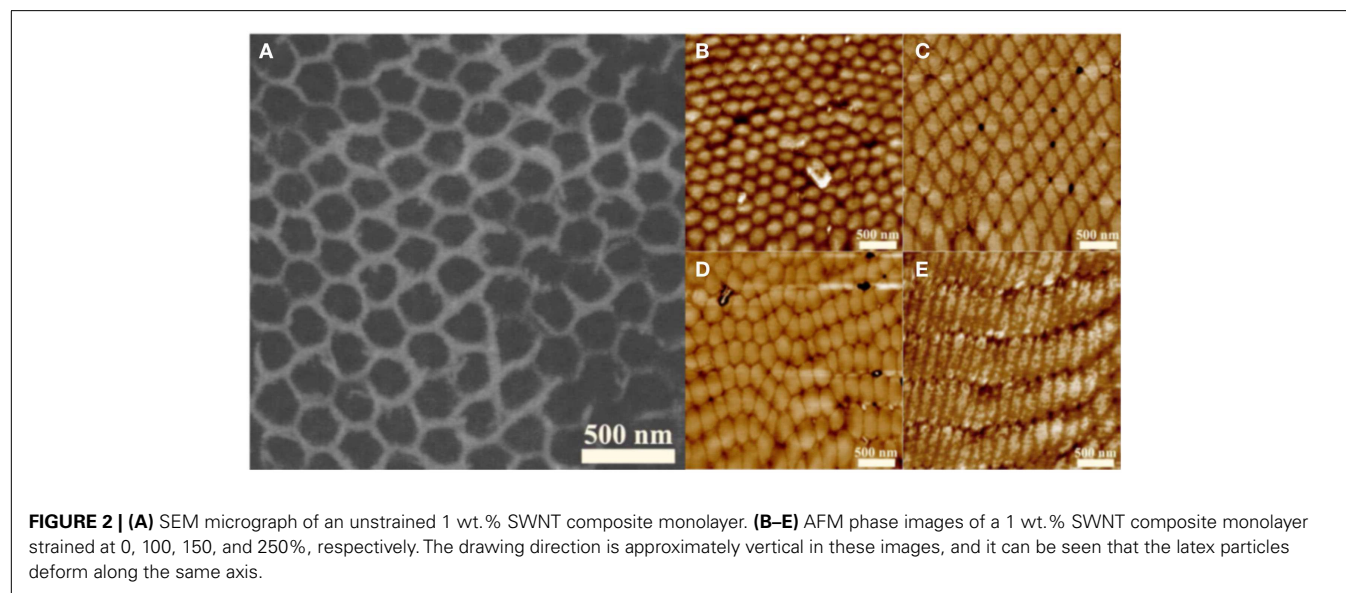 A
B
C
500 nm
500 nm
D
E
500 nm
500 nm
500 nm
FIGURE 2 | (A) SEM micrograph of an unstrained 1 wt.% SWNT composite monolayer. (B–E) AFM phase images of a 1 wt.% SWNT composite monolayer
strained at 0, 100, 150, and 250%, respectively. The drawing direction is approximately vertical in these images, and it can be seen that the latex particles
deform along the same axis.